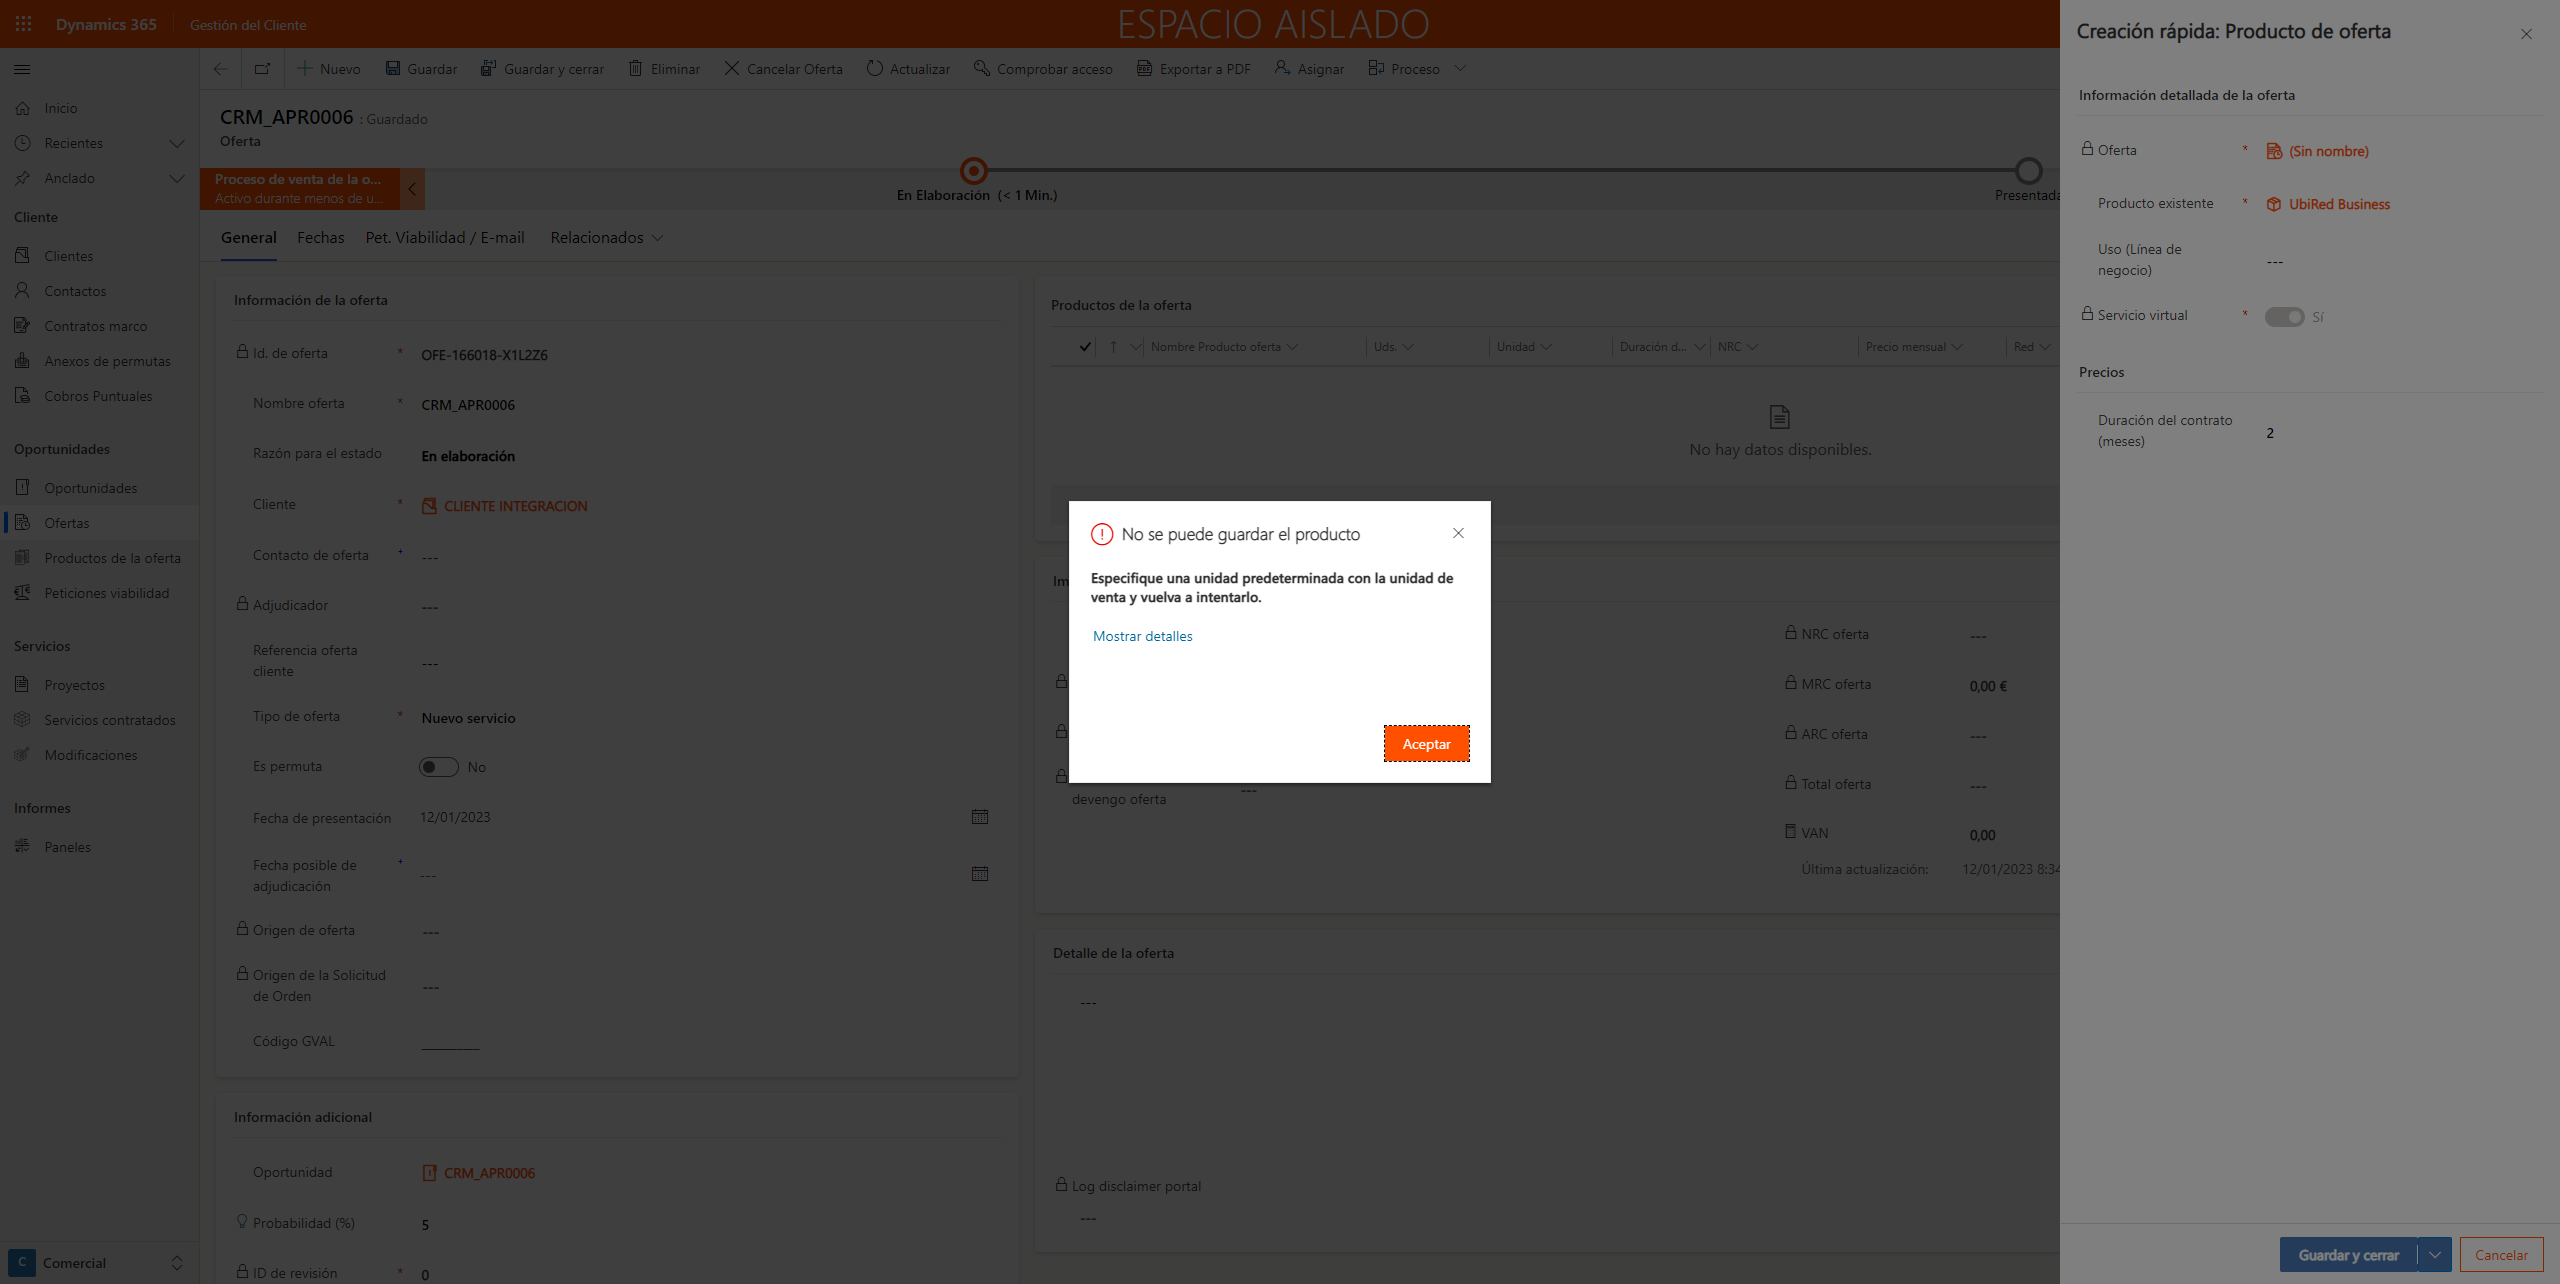 Dynamics 365
Gestión del Cliente
ESPACIO AISLADO
Nuevo
Guardar
Guardar y cerrar
Eliminar
Cancelar Oferta
Actualizar
Comprobar acceso
Exportar a PDF
Asignar
Proceso
Inicio
Recientes
Anclado
Cliente
Clientes
Contactos
Contratos marco
Anexos de permutas
Cobros Puntuales
Oportunidades
Oportunidades
Ofertas
Productos de la oferta
Peticiones viabilidad
Servicios
Proyectos
Servicios contratados
Modificaciones
Informes
Paneles
C
Comercial
CRM_APR0006 : Guardado
Oferta
Proceso de venta de la o...
Activo durante menos de u...
En Elaboración (< 1 Min.)
Presentada
General
Fechas
Pet. Viabilidad / E-mail
Relacionados
Información de la oferta
Id. de oferta * OFE-166018-X1L2Z6
Nombre oferta * CRM_APR0006
Razón para el estado En elaboración
Cliente * CLIENTE INTEGRACION
Contacto de oferta + ---
Adjudicador ---
Referencia oferta
cliente
---
Tipo de oferta * Nuevo servicio
Es permuta No
Fecha de presentación 12/01/2023
Fecha posible de
adjudicación
+ ---
Origen de oferta ---
Origen de la Solicitud
de Orden
---
Código GVAL __________
Información adicional
Oportunidad CRM_APR0006
Probabilidad (%) 5
ID de revisión * 0
Productos de la oferta
Nombre Producto oferta
Uds.
Unidad
Duración d...
NRC
Precio mensual
Red
No hay datos disponibles.
Im
devengo oferta
---
NRC oferta ---
MRC oferta 0,00 €
ARC oferta ---
Total oferta ---
VAN 0,00
Última actualización: 12/01/2023 8:34
Detalle de la oferta
---
Log disclaimer portal
---
No se puede guardar el producto
Especifique una unidad predeterminada con la unidad de
venta y vuelva a intentarlo.
Mostrar detalles
Aceptar
Creación rápida: Producto de oferta
Información detallada de la oferta
Oferta * (Sin nombre)
Producto existente * UbiRed Business
Uso (Línea de
negocio)
---
Servicio virtual * Sí
Precios
Duración del contrato
(meses)
2
Guardar y cerrar
Cancelar